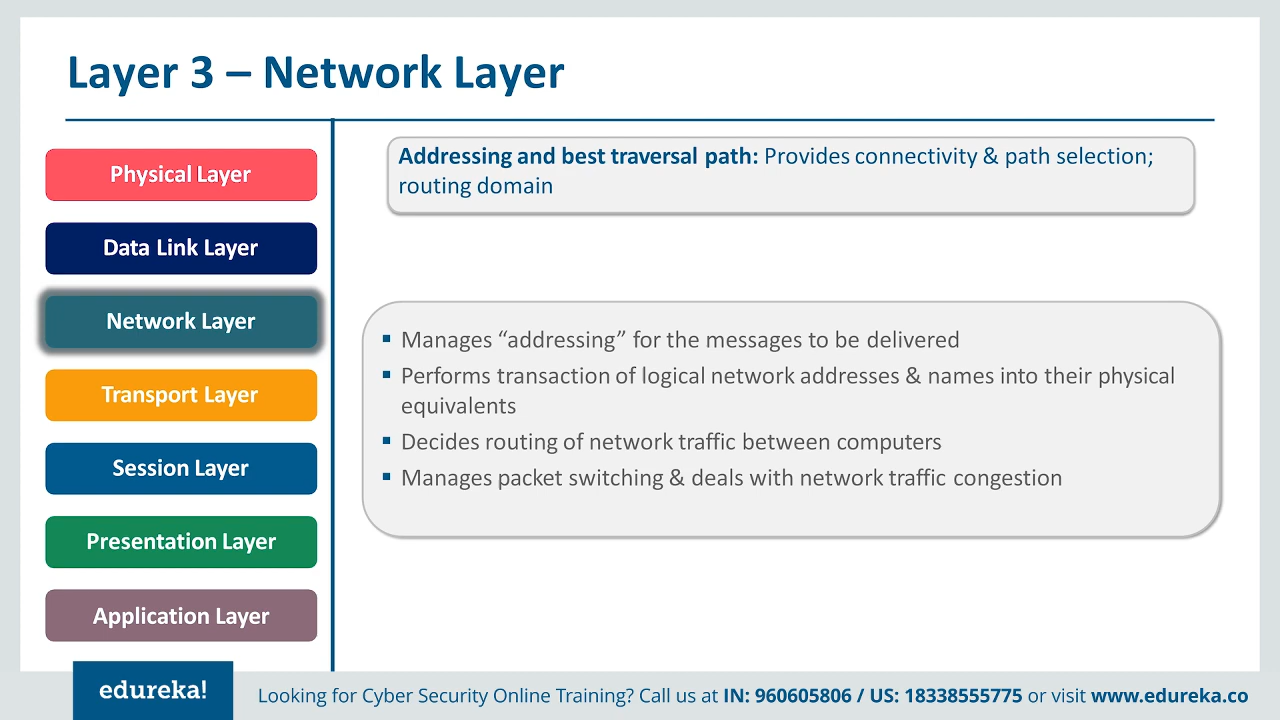 Layer 3 – Network Layer
Physical Layer
Data Link Layer
Network Layer
Transport Layer
Session Layer
Presentation Layer
Application Layer
Addressing and best traversal path: Provides connectivity & path selection;
routing domain
▪ Manages “addressing” for the messages to be delivered
▪ Performs transaction of logical network addresses & names into their physical
equivalents
▪ Decides routing of network traffic between computers
▪ Manages packet switching & deals with network traffic congestion
edureka!
Looking for Cyber Security Online Training? Call us at IN: 960605806 / US: 18338555775 or visit www.edureka.co